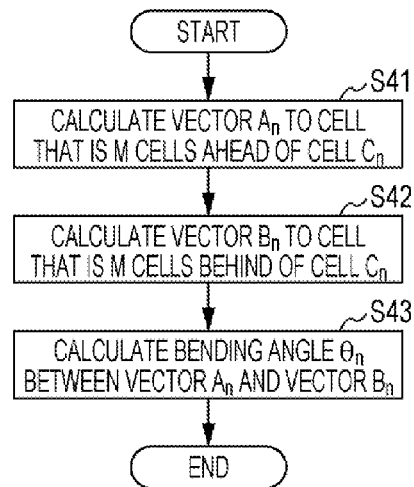 START
S41
CALCULATE VECTOR Aₙ TO CELL
THAT IS M CELLS AHEAD OF CELL Cₙ
S42
CALCULATE VECTOR Bₙ TO CELL
THAT IS M CELLS BEHIND OF CELL Cₙ
S43
CALCULATE BENDING ANGLE θₙ
BETWEEN VECTOR Aₙ AND VECTOR Bₙ
END